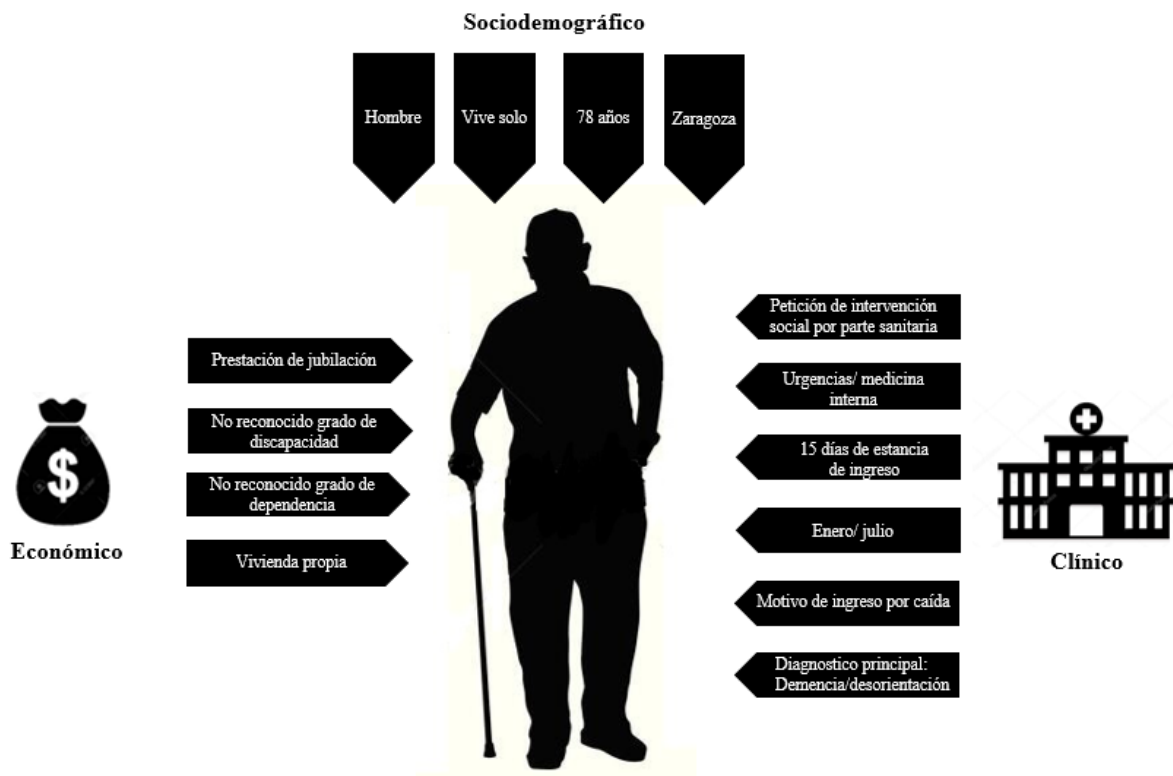 Sociodemográfico
Hombre
Vive solo
78 años
Zaragoza
Prestación de jubilación
No reconocido grado de
discapacidad
No reconocido grado de
dependencia
Vivienda propia
$
Económico
Petición de intervención
social por parte sanitaria
Urgencias/ medicina
interna
15 días de estancia
de ingreso
Enero/ julio
Motivo de ingreso por caída
Diagnostico principal:
Demencia/desorientación
Clínico